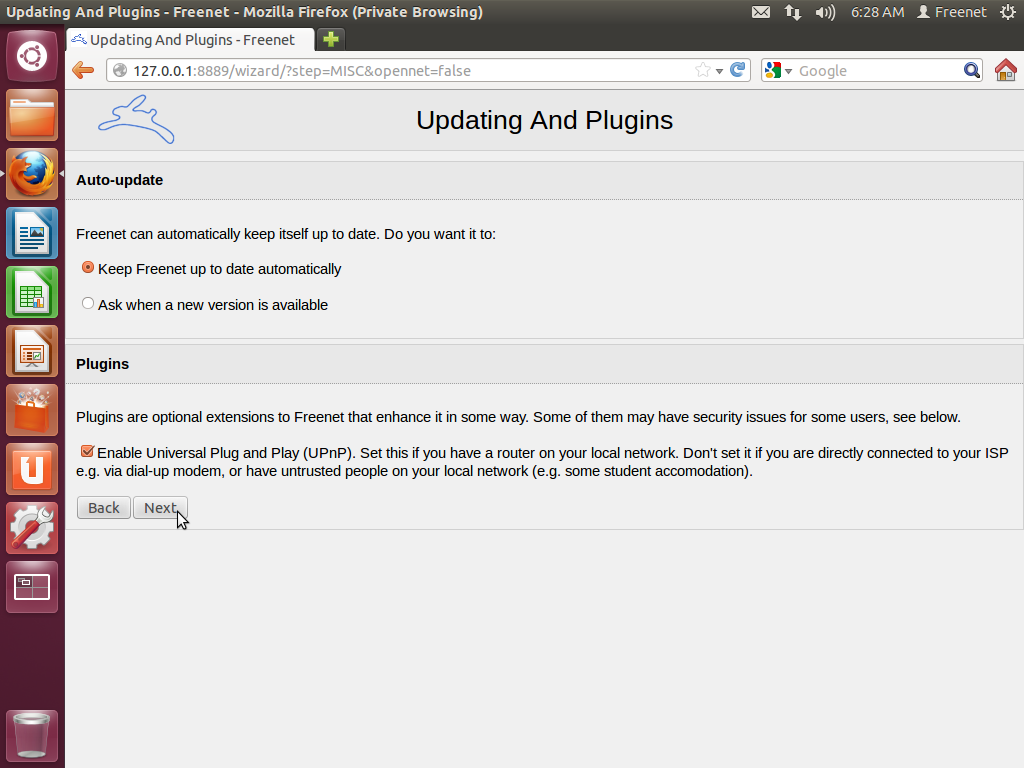 Updating And Plugins - Freenet - Mozilla Firefox (Private Browsing)
6:28 AM
Freenet
Updating And Plugins - Freenet
127.0.0.1:8889/wizard/?step=MISC&opennet=false
Google
Updating And Plugins
Auto-update
Freenet can automatically keep itself up to date. Do you want it to:
Keep Freenet up to date automatically
Ask when a new version is available
Plugins
Plugins are optional extensions to Freenet that enhance it in some way. Some of them may have security issues for some users, see below.
Enable Universal Plug and Play (UPnP). Set this if you have a router on your local network. Don't set it if you are directly connected to your ISP
e.g. via dial-up modem, or have untrusted people on your local network (e.g. some student accomodation).
Back
Next